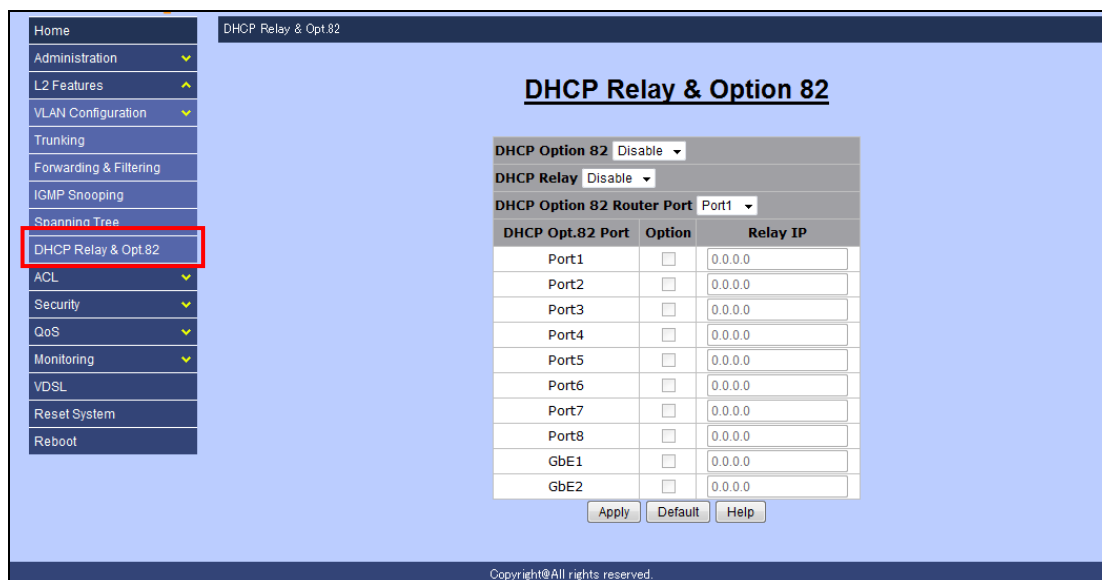 Home
DHCP Relay & Opt.82
Administration
L2 Features
VLAN Configuration
Trunking
Forwarding & Filtering
IGMP Snooping
Spanning Tree
DHCP Relay & Opt.82
ACL
Security
QoS
Monitoring
VDSL
Reset System
Reboot
DHCP Relay & Option 82
DHCP Option 82 Disable
DHCP Relay Disable
DHCP Option 82 Router Port Port1
DHCP Opt.82 Port Option Relay IP
Port1 0.0.0.0
Port2 0.0.0.0
Port3 0.0.0.0
Port4 0.0.0.0
Port5 0.0.0.0
Port6 0.0.0.0
Port7 0.0.0.0
Port8 0.0.0.0
GbE1 0.0.0.0
GbE2 0.0.0.0
Apply Default Help
Copyright@All rights reserved.